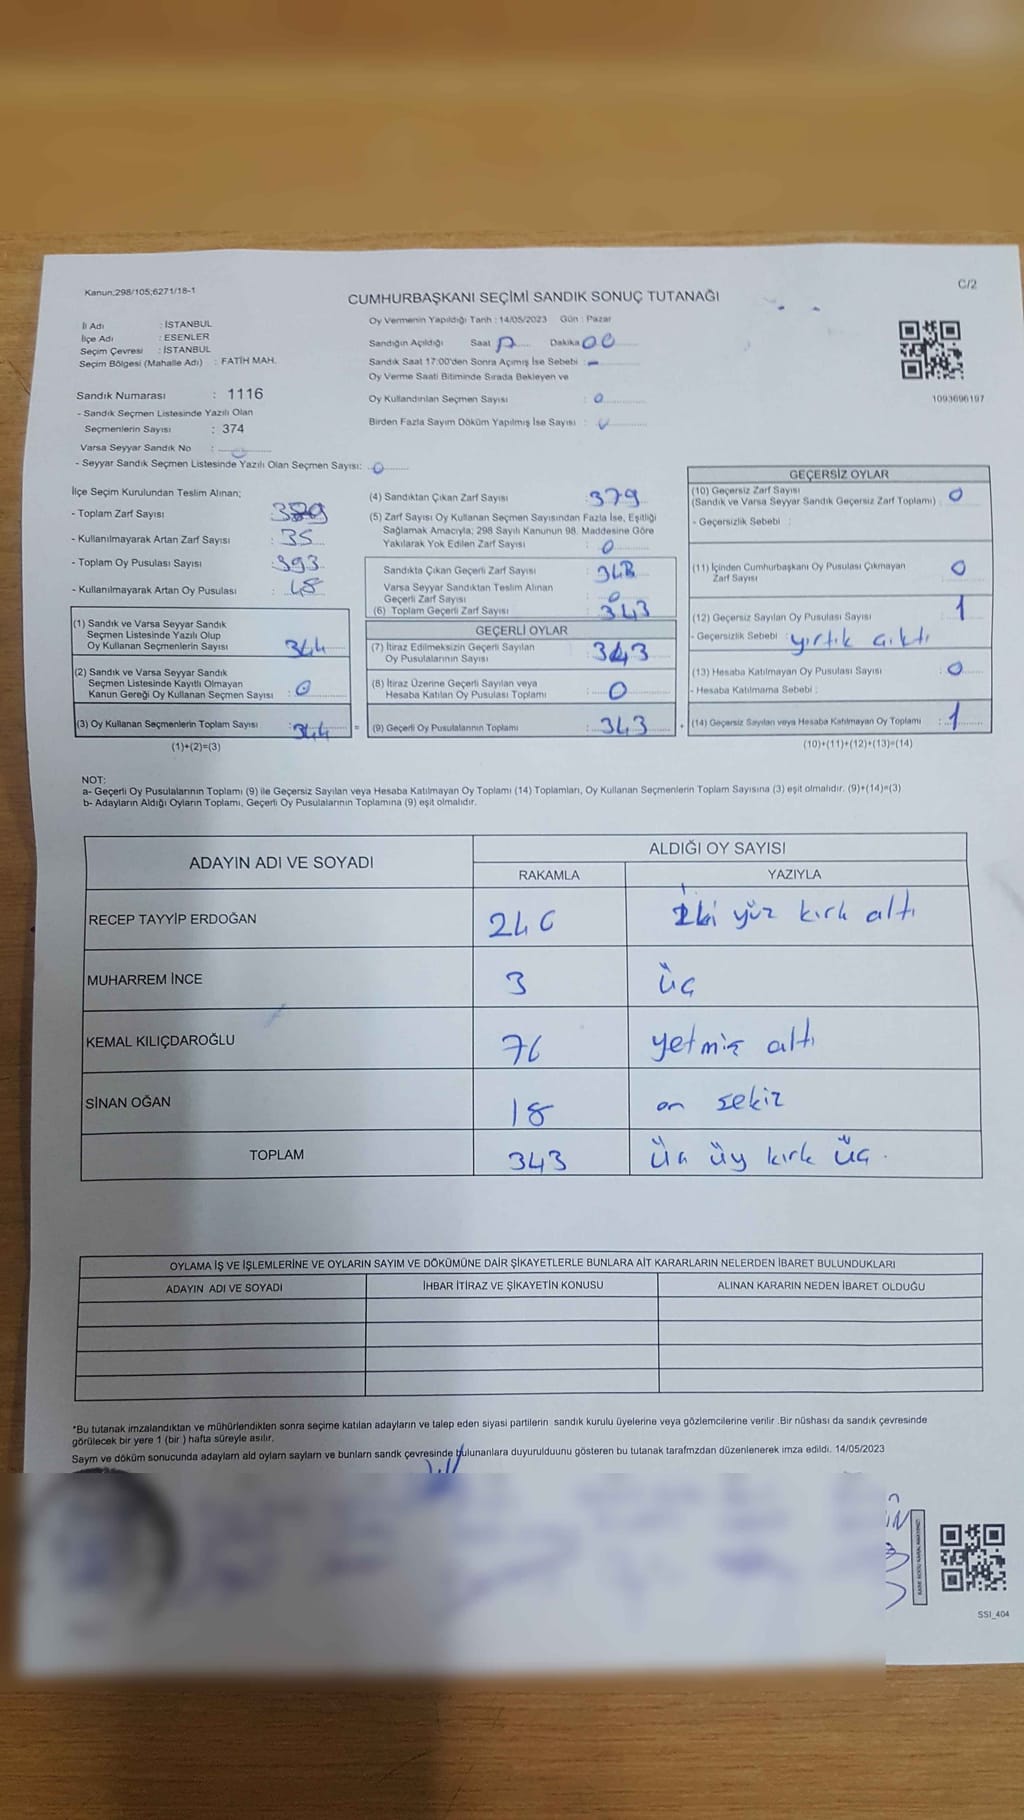 Kanun;298/105;6271/18-1
C/2
CUMHURBAŞKANI SEÇİMİ SANDIK SONUÇ TUTANAĞI
İl Adı : İSTANBUL
İlçe Adı : ESENLER
Seçim Çevresi : İSTANBUL
Seçim Bölgesi (Mahalle Adı) : FATİH MAH.
Sandık Numarası : 1116
- Sandık Seçmen Listesinde Yazılı Olan
Seçmenlerin Sayısı : 374
Varsa Seyyar Sandık No :
- Seyyar Sandık Seçmen Listesinde Yazılı Olan Seçmen Sayısı: 0
Oy Vermenin Yapıldığı Tarih : 14/05/2023 Gün : Pazar
Sandığın Açıldığı Saat Dakika 00
Sandık Saat 17:00'den Sonra Açımış İse Sebebi : -
Oy Verme Saati Bitiminde Sırada Bekleyen ve
Oy Kullandırılan Seçmen Sayısı : 0
Birden Fazla Sayım Döküm Yapılmış İse Sayısı :
1093696197
İlçe Seçim Kurulundan Teslim Alınan;
- Toplam Zarf Sayısı :
- Kullanılmayarak Artan Zarf Sayısı : 35
- Toplam Oy Pusulası Sayısı : 393
- Kullanılmayarak Artan Oy Pusulası :
(1) Sandık ve Varsa Seyyar Sandık
Seçmen Listesinde Yazılı Olup
Oy Kullanan Seçmenlerin Sayısı : 344
(2) Sandık ve Varsa Seyyar Sandık
Seçmen Listesinde Kayıtlı Olmayan
Kanun Gereği Oy Kullanan Seçmen Sayısı : 0
(3) Oy Kullanan Seçmenlerin Toplam Sayısı : 344 =
(1)+(2)=(3)
(4) Sandıktan Çıkan Zarf Sayısı : 379
(5) Zarf Sayısı Oy Kullanan Seçmen Sayısından Fazla İse, Eşitliği
Sağlamak Amacıyla; 298 Sayılı Kanunun 98. Maddesine Göre
Yakılarak Yok Edilen Zarf Sayısı : 0
Sandıkta Çıkan Geçerli Zarf Sayısı : 343
Varsa Seyyar Sandıktan Teslim Alınan
Geçerli Zarf Sayısı : 0
(6) Toplam Geçerli Zarf Sayısı : 343
GEÇERLİ OYLAR
(7) İtiraz Edilmeksizin Geçerli Sayılan
Oy Pusulalarının Sayısı : 343
(8) İtiraz Üzerine Geçerli Sayılan veya
Hesaba Katılan Oy Pusulası Toplamı : 0
(9) Geçerli Oy Pusulalarının Toplamı : 343 +
GEÇERSİZ OYLAR
(10) Geçersiz Zarf Sayısı
(Sandık ve Varsa Seyyar Sandık Geçersiz Zarf Toplamı) : 0
- Geçersizlik Sebebi :
(11) İçinden Cumhurbaşkanı Oy Pusulası Çıkmayan
Zarf Sayısı : 0
(12) Geçersiz Sayılan Oy Pusulası Sayısı : 1
- Geçersizlik Sebebi : yırtık çıktı
(13) Hesaba Katılmayan Oy Pusulası Sayısı : 0
- Hesaba Katılmama Sebebi :
(14) Geçersiz Sayılan veya Hesaba Katılmayan Oy Toplamı : 1
(10)+(11)+(12)+(13)=(14)
NOT:
a- Geçerli Oy Pusulalarının Toplamı (9) ile Geçersiz Sayılan veya Hesaba Katılmayan Oy Toplamı (14) Toplamları, Oy Kullanan Seçmenlerin Toplam Sayısına (3) eşit olmalıdır. (9)+(14)=(3)
b- Adayların Aldığı Oyların Toplamı, Geçerli Oy Pusulalarının Toplamına (9) eşit olmalıdır.
ADAYIN ADI VE SOYADI
ALDIĞI OY SAYISI
RAKAMLA YAZIYLA
RECEP TAYYİP ERDOĞAN 246 İki yüz kırk altı
MUHARREM İNCE 3 üç
KEMAL KILIÇDAROĞLU 76 yetmiş altı
SİNAN OĞAN 18 on sekiz
TOPLAM 343 üç üy kırk üç.
OYLAMA İŞ VE İŞLEMLERİNE VE OYLARIN SAYIM VE DÖKÜMÜNE DAİR ŞİKAYETLERLE BUNLARA AİT KARARLARIN NELERDEN İBARET BULUNDUKLARI
ADAYIN ADI VE SOYADI İHBAR İTİRAZ VE ŞİKAYETİN KONUSU ALINAN KARARIN NEDEN İBARET OLDUĞU
*Bu tutanak imzalandıktan ve mühürlendikten sonra seçime katılan adayların ve talep eden siyasi partilerin sandık kurulu üyelerine veya gözlemcilerine verilir .Bir nüshası da sandık çevresinde
görülecek bir yere 1 (bir ) hafta süreyle asılır.
Saym ve döküm sonucunda adaylarn ald oylarn saylarn ve bunlarn sandk çevresinde bulunanlara duyurulduunu gösteren bu tutanak tarafmzdan düzenlenerek imza edildi. 14/05/2023
SSI_404